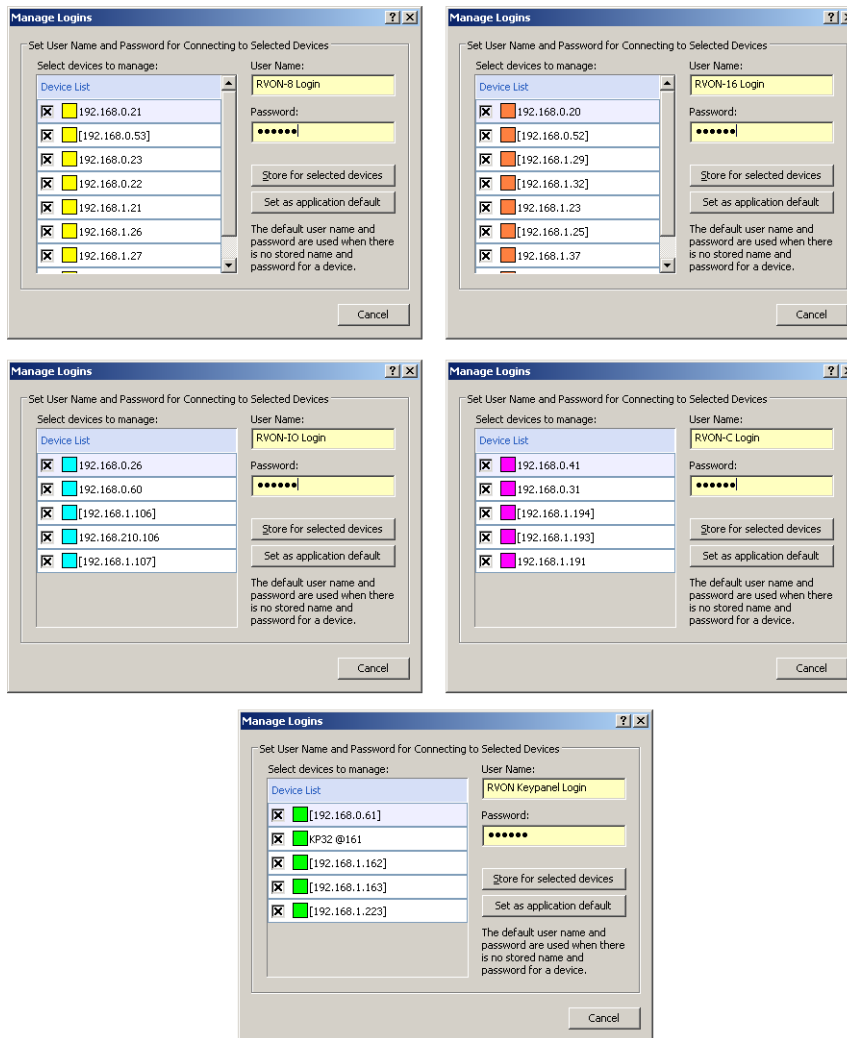 Manage Logins
Set User Name and Password for Connecting to Selected Devices
Select devices to manage:
Device List
192.168.0.21
[192.168.0.53]
192.168.0.23
192.168.0.22
192.168.1.21
192.168.1.26
192.168.1.27
User Name:
RVON-8 Login
Password:
••••••
Store for selected devices
Set as application default
The default user name and
password are used when there
is no stored name and
password for a device.
Cancel
Manage Logins
Set User Name and Password for Connecting to Selected Devices
Select devices to manage:
Device List
192.168.0.20
[192.168.0.52]
[192.168.1.29]
[192.168.1.32]
192.168.1.23
[192.168.1.25]
192.168.1.37
User Name:
RVON-16 Login
Password:
••••••
Store for selected devices
Set as application default
The default user name and
password are used when there
is no stored name and
password for a device.
Cancel
Manage Logins
Set User Name and Password for Connecting to Selected Devices
Select devices to manage:
Device List
192.168.0.26
192.168.0.60
[192.168.1.106]
192.168.210.106
[192.168.1.107]
User Name:
RVON-IO Login
Password:
••••••
Store for selected devices
Set as application default
The default user name and
password are used when there
is no stored name and
password for a device.
Cancel
Manage Logins
Set User Name and Password for Connecting to Selected Devices
Select devices to manage:
Device List
192.168.0.41
192.168.0.31
[192.168.1.194]
[192.168.1.193]
192.168.1.191
User Name:
RVON-C Login
Password:
••••••
Store for selected devices
Set as application default
The default user name and
password are used when there
is no stored name and
password for a device.
Cancel
Manage Logins
Set User Name and Password for Connecting to Selected Devices
Select devices to manage:
Device List
[192.168.0.61]
KP32 @161
[192.168.1.162]
[192.168.1.163]
[192.168.1.223]
User Name:
RVON Keypanel Login
Password:
••••••
Store for selected devices
Set as application default
The default user name and
password are used when there
is no stored name and
password for a device.
Cancel